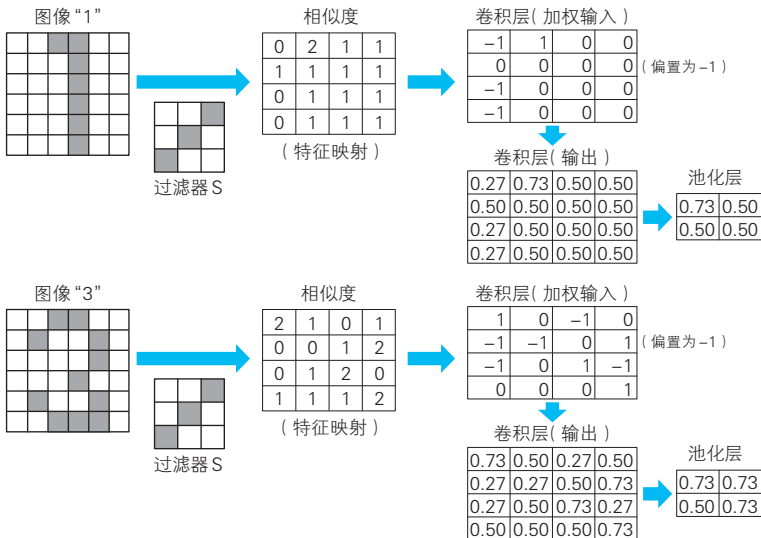 图像“1”
相似度
卷积层（加权输入）
0 2 1 1
1 1 1 1
0 1 1 1
0 1 1 1
−1 1 0 0
0 0 0 0
−1 0 0 0
−1 0 0 0
（偏置为−1）
过滤器 S
（特征映射）
卷积层（输出）
0.27 0.73 0.50 0.50
0.50 0.50 0.50 0.50
0.27 0.50 0.50 0.50
0.27 0.50 0.50 0.50
池化层
0.73 0.50
0.50 0.50
图像“3”
相似度
卷积层（加权输入）
2 1 0 1
0 0 1 2
0 1 2 0
1 1 1 2
1 0 −1 0
−1 −1 0 1
−1 0 1 −1
0 0 0 1
（偏置为−1）
过滤器 S
（特征映射）
卷积层（输出）
0.73 0.50 0.27 0.50
0.27 0.27 0.50 0.73
0.27 0.50 0.73 0.27
0.50 0.50 0.50 0.73
池化层
0.73 0.73
0.50 0.73